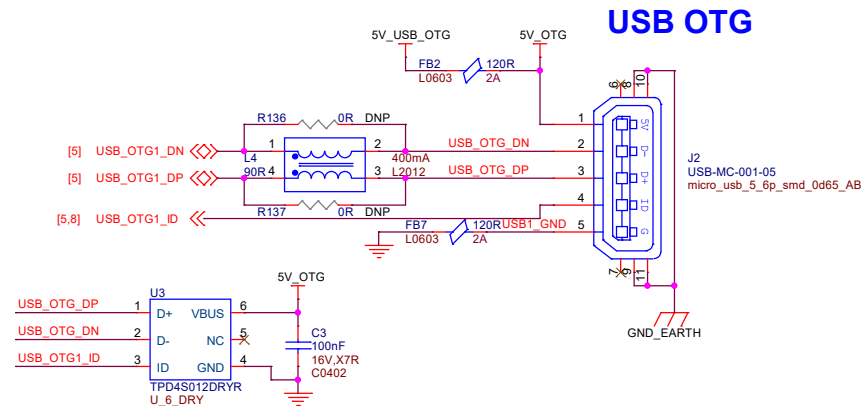 USB OTG
5V_USB_OTG
5V_OTG
FB2 120R
L0603 2A
6 8 10
R136 0R DNP
1 5V
[5] USB_OTG1_DN 1 2 USB_OTG_DN 2 D-
L4 400mA
J2
USB-MC-001-05
micro_usb_5_6p_smd_0d65_AB
[5] USB_OTG1_DP 90R 4 3 L2012 USB_OTG_DP 3 D+
R137 0R DNP
[5,8] USB_OTG1_ID 4 ID
FB7 120R USB1_GND 5 G
L0603 2A
7 9 11
GND_EARTH
5V_OTG
U3
USB_OTG_DP 1 D+ VBUS 6
USB_OTG_DN 2 D- NC 5
USB_OTG1_ID 3 ID GND 4
C3
100nF
16V,X7R
C0402
TPD4S012DRYR
U_6_DRY